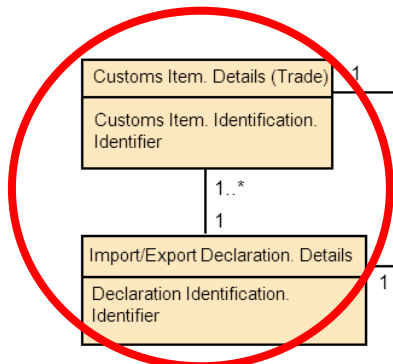 Customs Item. Details (Trade)
1
Customs Item. Identification.
Identifier
1..*
1
Import/Export Declaration. Details
1
Declaration Identification.
Identifier